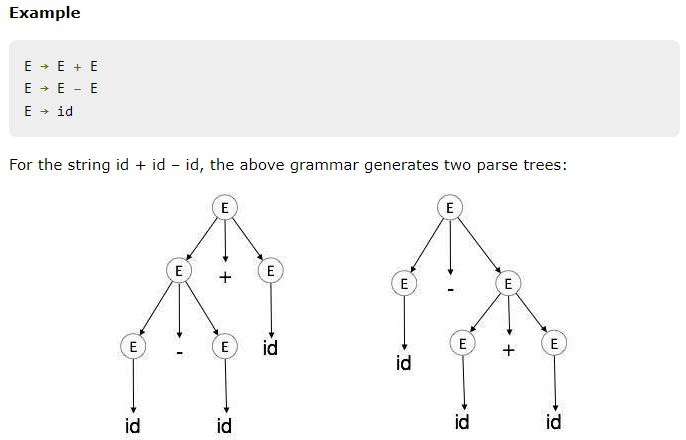 Example
E → E + E
E → E – E
E → id
For the string id + id – id, the above grammar generates two parse trees:
E E
E + E E - E
E - E id id E + E
id id id id